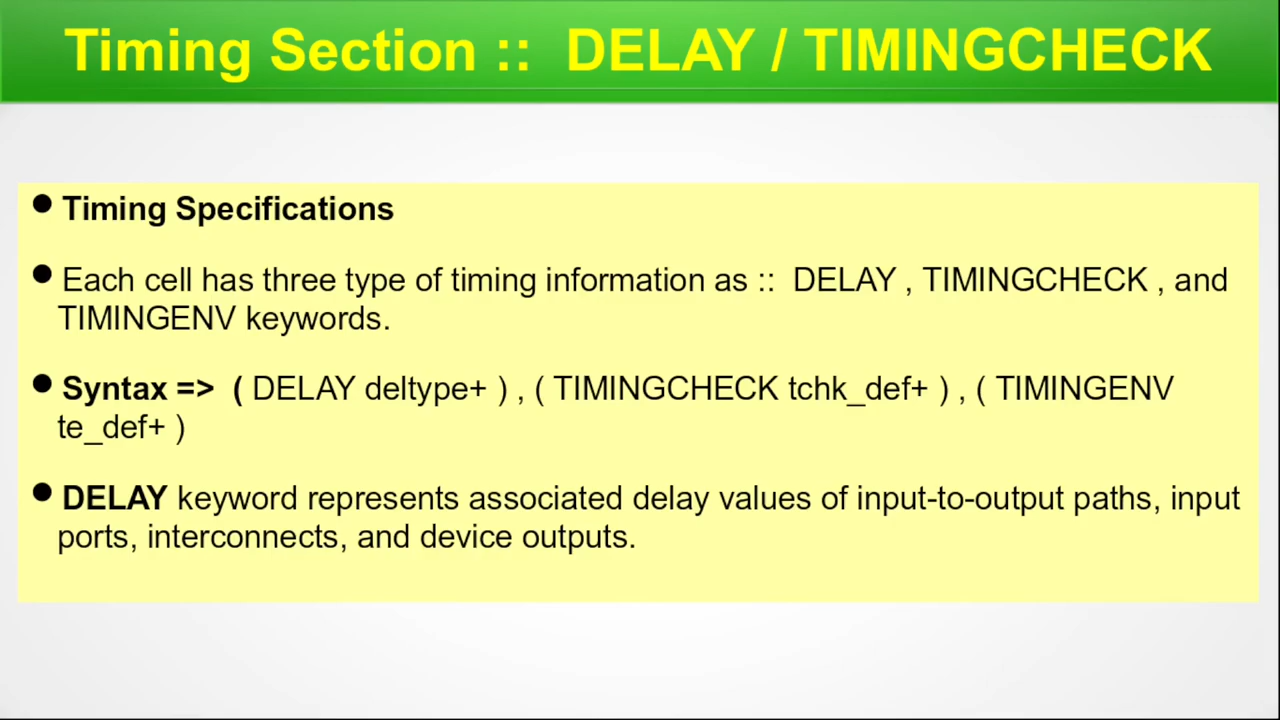 Timing Section :: DELAY / TIMINGCHECK
● Timing Specifications
● Each cell has three type of timing information as :: DELAY , TIMINGCHECK , and
TIMINGENV keywords.
● Syntax => ( DELAY deltype+ ) , ( TIMINGCHECK tchk_def+ ) , ( TIMINGENV
te_def+ )
● DELAY keyword represents associated delay values of input-to-output paths, input
ports, interconnects, and device outputs.